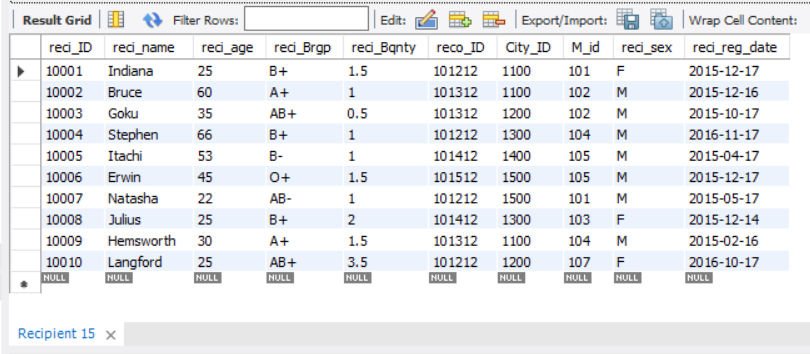 Result Grid Filter Rows: Edit: Export/Import: Wrap Cell Content:
reci_ID reci_name reci_age reci_Brgp reci_Bqnty reco_ID City_ID M_id reci_sex reci_reg_date
10001 Indiana 25 B+ 1.5 101212 1100 101 F 2015-12-17
10002 Bruce 60 A+ 1 101312 1100 102 M 2015-12-16
10003 Goku 35 AB+ 0.5 101312 1200 102 M 2015-10-17
10004 Stephen 66 B+ 1 101212 1300 104 M 2016-11-17
10005 Itachi 53 B- 1 101412 1400 105 M 2015-04-17
10006 Erwin 45 O+ 1.5 101512 1500 105 M 2015-12-17
10007 Natasha 22 AB- 1 101212 1500 101 M 2015-05-17
10008 Julius 25 B+ 2 101412 1300 103 F 2015-12-14
10009 Hemsworth 30 A+ 1.5 101312 1100 104 M 2015-02-16
10010 Langford 25 AB+ 3.5 101212 1200 107 F 2016-10-17
NULL NULL NULL NULL NULL NULL NULL NULL NULL NULL
Recipient 15